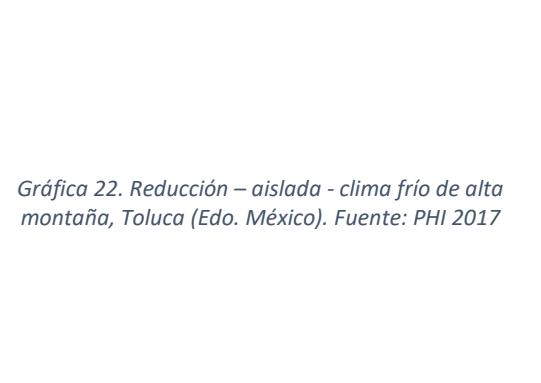 Gráfica 22. Reducción – aislada - clima frío de alta
montaña, Toluca (Edo. México). Fuente: PHI 2017